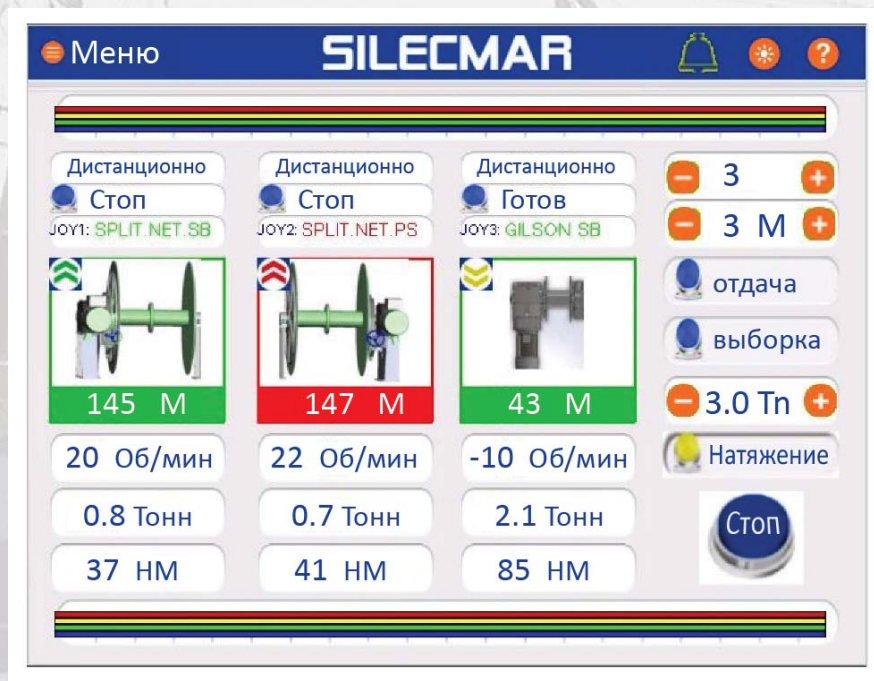 Меню SILECMAR ?
Дистанционно Дистанционно Дистанционно
Стоп Стоп Готов
JOY1: SPLIT.NET.SB JOY2: SPLIT.NET.PS JOY3: GILSON SB
145 М 147 М 43 М
20 Об/мин 22 Об/мин -10 Об/мин
0.8 Тонн 0.7 Тонн 2.1 Тонн
37 НМ 41 НМ 85 НМ
− 3 +
− 3 М +
отдача
выборка
− 3.0 Tn +
Натяжение
Стоп